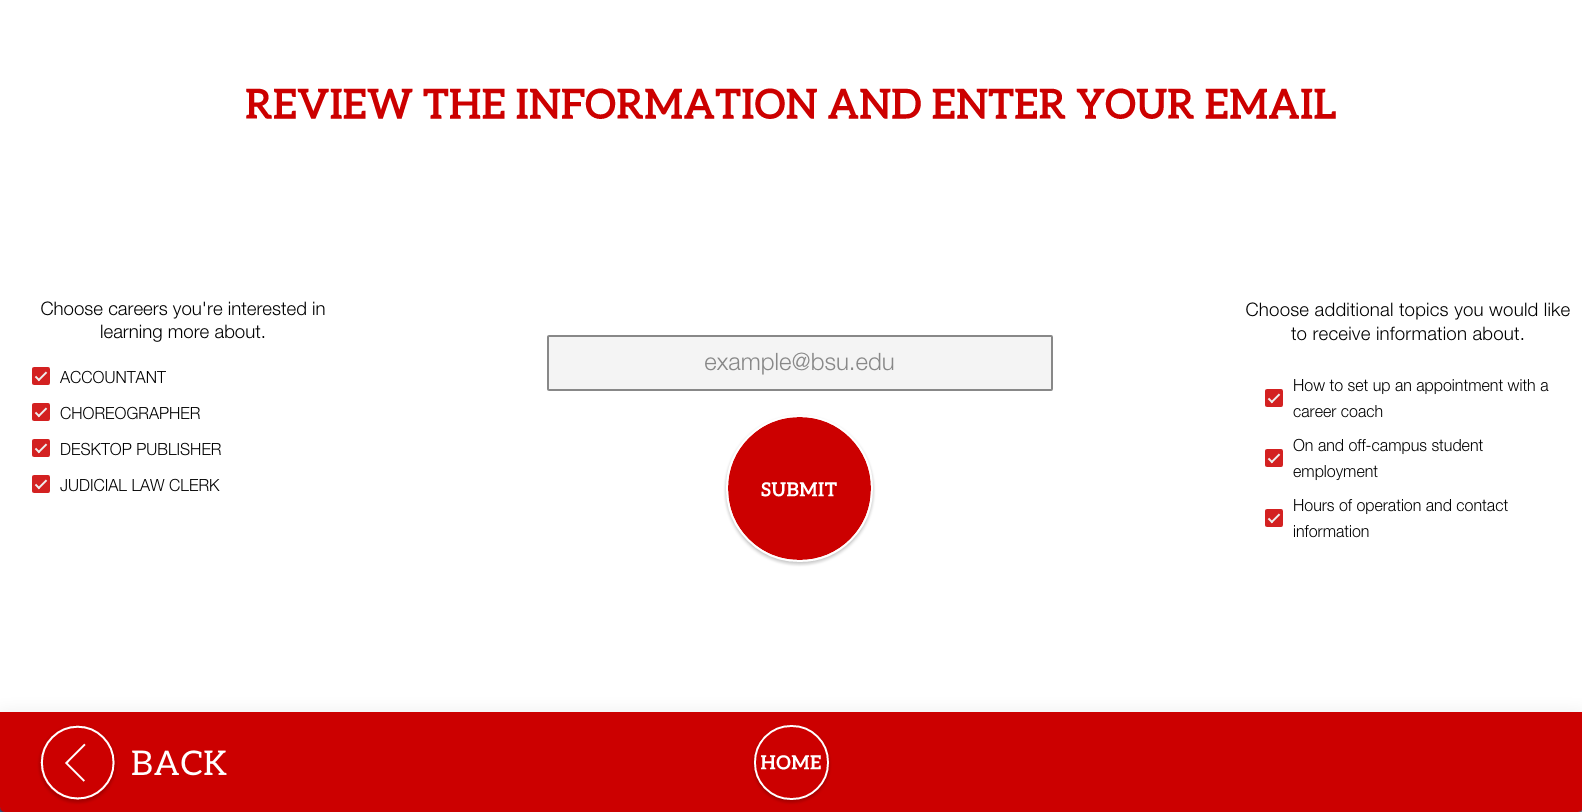 REVIEW THE INFORMATION AND ENTER YOUR EMAIL
Choose careers you're interested in
learning more about.
ACCOUNTANT
CHOREOGRAPHER
DESKTOP PUBLISHER
JUDICIAL LAW CLERK
example@bsu.edu
SUBMIT
Choose additional topics you would like
to receive information about.
How to set up an appointment with a
career coach
On and off-campus student
employment
Hours of operation and contact
information
BACK
HOME